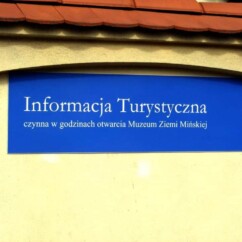 Informacja Turystyczna
czynna w godzinach otwarcia Muzeum Ziemi Mińskiej